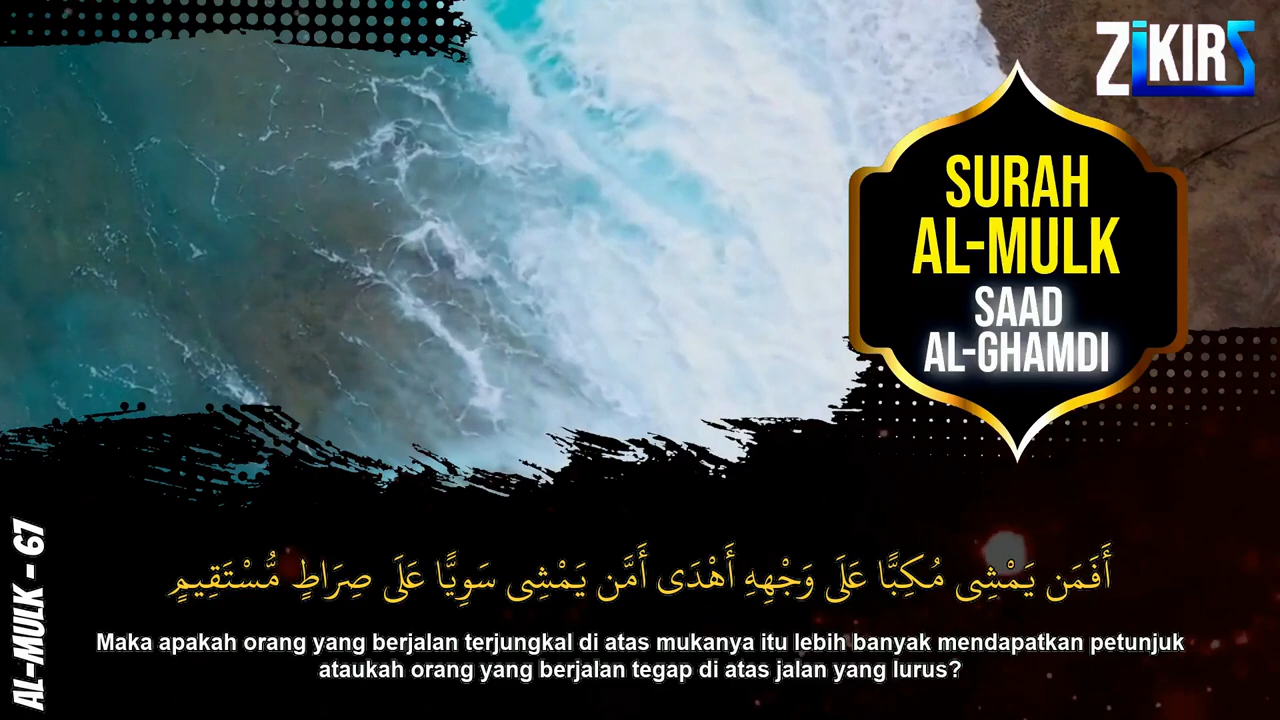 ZiKIRS
SURAH
AL-MULK
SAAD
AL-GHAMDI
AL-MULK - 67
أَفَمَن يَمْشِى مُكِبًّا عَلَىٰ وَجْهِهِۦٓ أَهْدَىٰٓ أَمَّن يَمْشِى سَوِيًّا عَلَىٰ صِرَٰطٍ مُّسْتَقِيمٍ
Maka apakah orang yang berjalan terjungkal di atas mukanya itu lebih banyak mendapatkan petunjuk
ataukah orang yang berjalan tegap di atas jalan yang lurus?